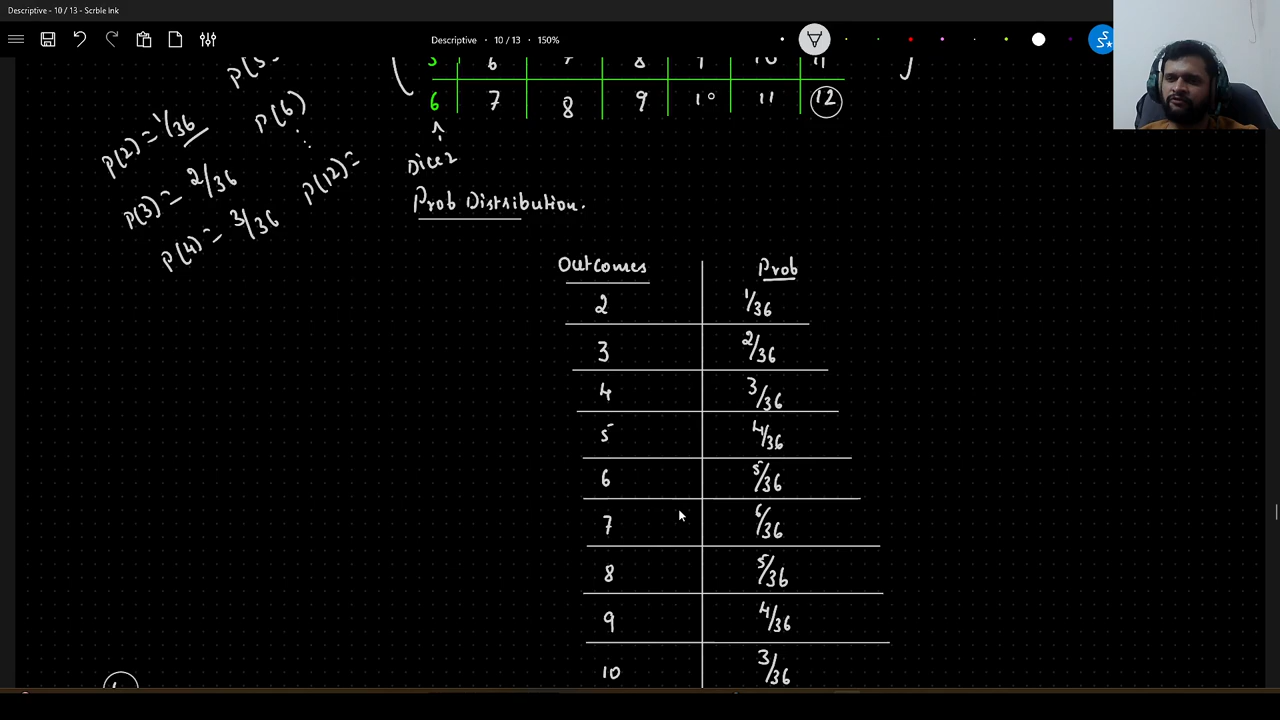 Descriptive - 10 / 13 - Scrble Ink
Descriptive • 10 / 13 • 150%
6 7 8 9 10 11 12
Dice2
P(2) = 1/36
P(3) = 2/36
P(4) = 3/36
P(6)
P(12) =
Prob Distribution.
Outcomes Prob
2 1/36
3 2/36
4 3/36
5 4/36
6 5/36
7 6/36
8 5/36
9 4/36
10 3/36